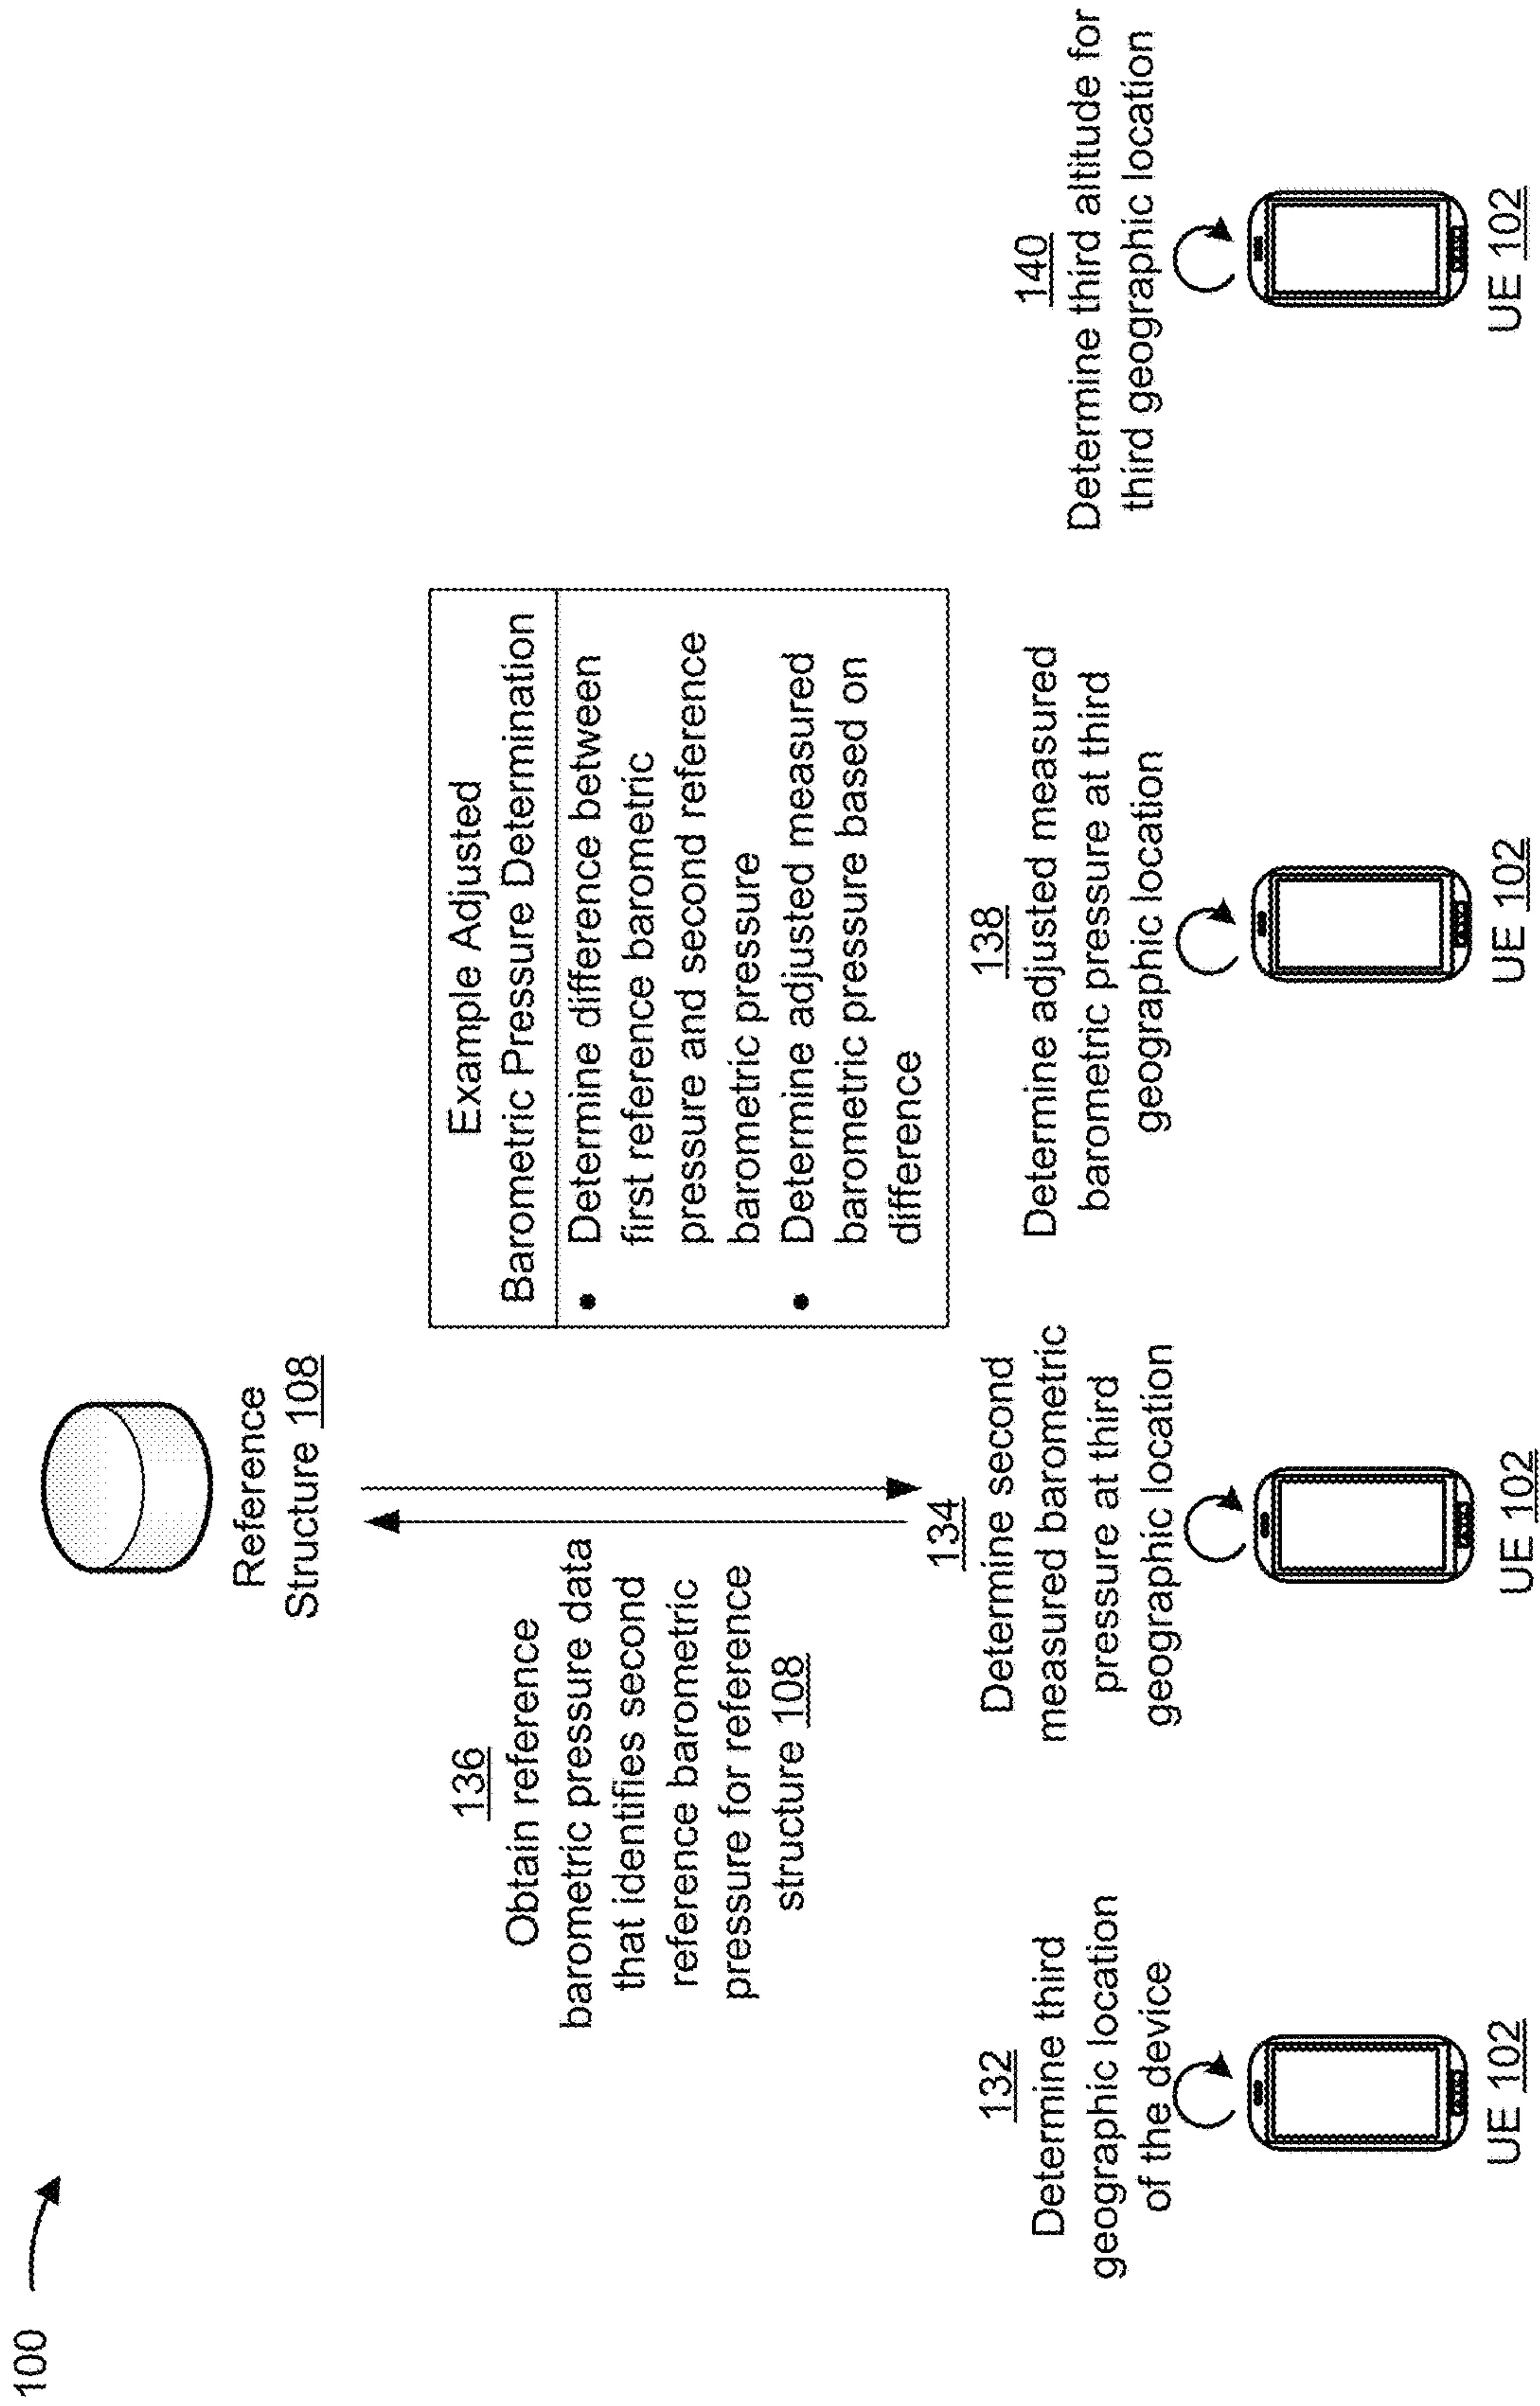 100
Reference
Structure 108
136
Obtain reference
barometric pressure data
that identifies second
reference barometric
pressure for reference
structure 108
Example Adjusted
Barometric Pressure Determination
• Determine difference between
first reference barometric
pressure and second reference
barometric pressure
• Determine adjusted measured
barometric pressure based on
difference
132
Determine third
geographic location
of the device
UE 102
134
Determine second
measured barometric
pressure at third
geographic location
UE 102
138
Determine adjusted measured
barometric pressure at third
geographic location
UE 102
140
Determine third altitude for
third geographic location
UE 102